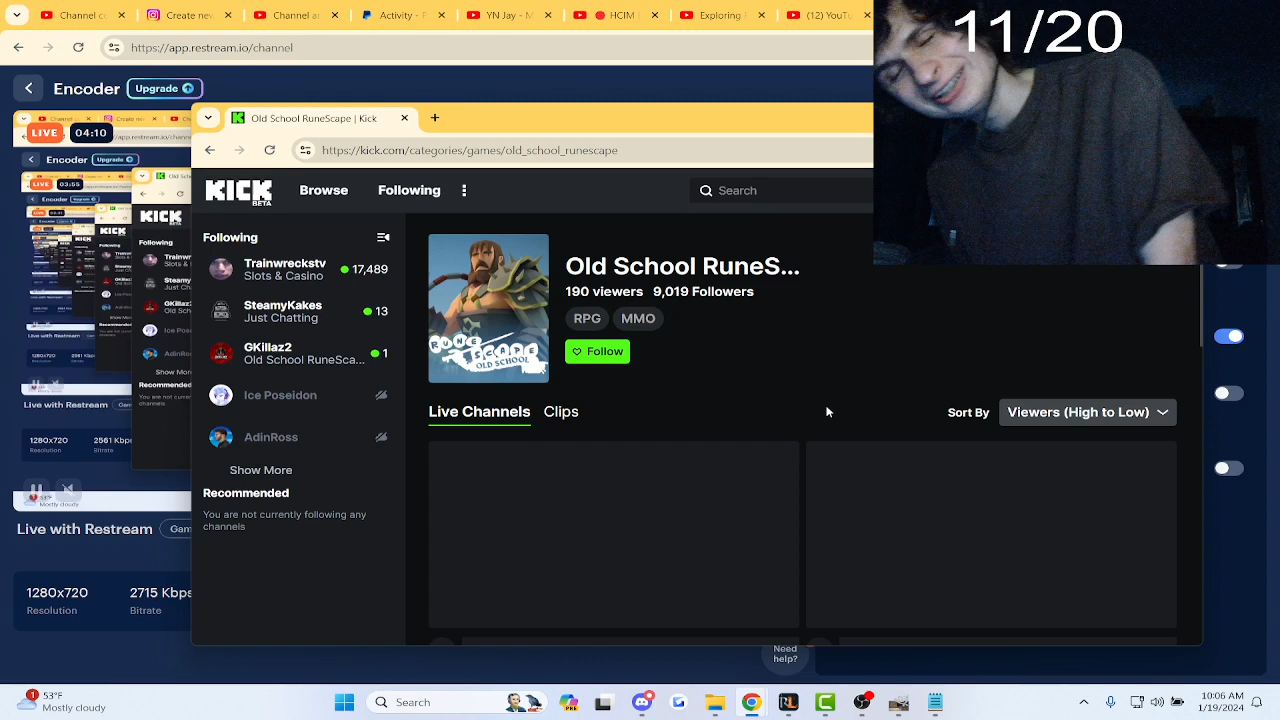 Channel c
Channel a
Activity - F
YN Jay - M
HCIM
Exploring
(12) YouTu
11/20
https://app.restream.io/channel
Encoder
Upgrade
LIVE
04:10
Old School RuneScape | Kick
https://kick.com/categories/games/old_school_runescape
Encoder
Upgrade
LIVE
03:55
KICK
BETA
Browse
Following
Search
Following
Trainwreckstv
17,489
Slots &
SteamyKakes
13
Just Chatting
GKillaz2
1
Old School RuneSca...
Ice Poseidon
AdinRoss
Show More
Recommended
You are not currently following any
channels
RUNE
SCAPE
OLD SCHOOL
Old School RuneS...
190 viewers 9,019 Followers
RPG
MMO
Follow
Live Channels
Clips
Sort By
Viewers (High to Low)
Live with Restream
1280x720
2561 Kbp
Resolution
Bitrate
Live with Restream
Gam
1280x720
2715 Kbps
Resolution
Bitrate
Need
help?
1
53°F
Mostly cloudy
Search
10:06 AM
1/19/2024